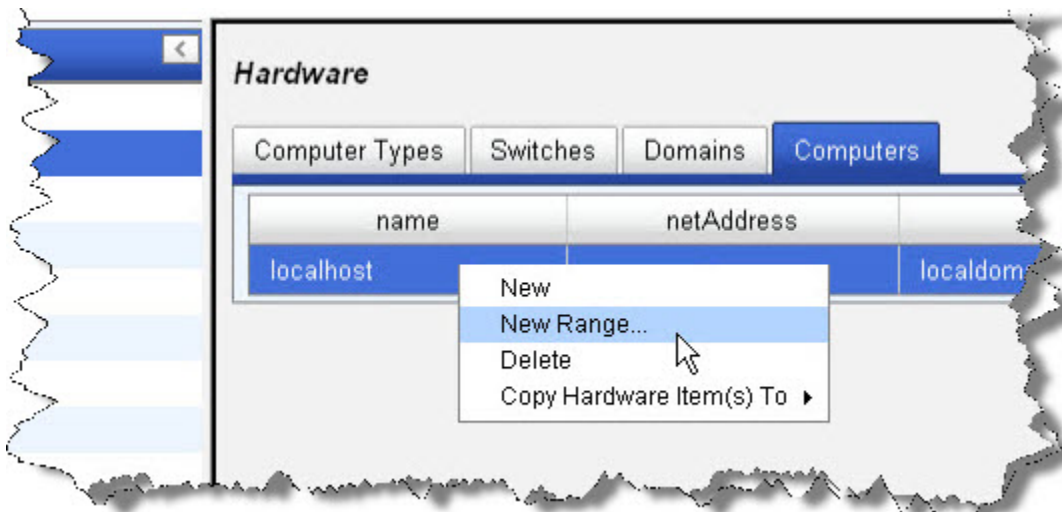 Hardware
Computer Types Switches Domains Computers
name netAddress
localhost
New
New Range...
Delete
Copy Hardware Item(s) To